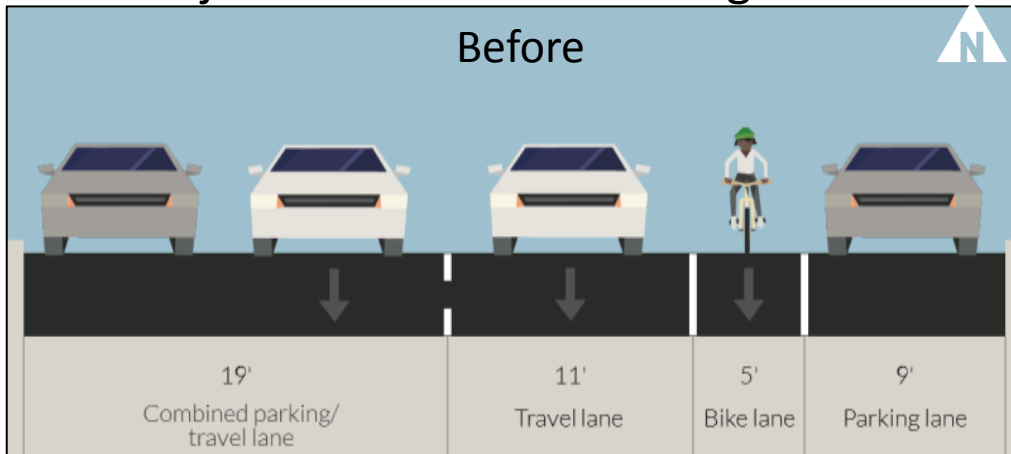 Before
N
19'
Combined parking/
travel lane
11'
Travel lane
5'
Bike lane
9'
Parking lane